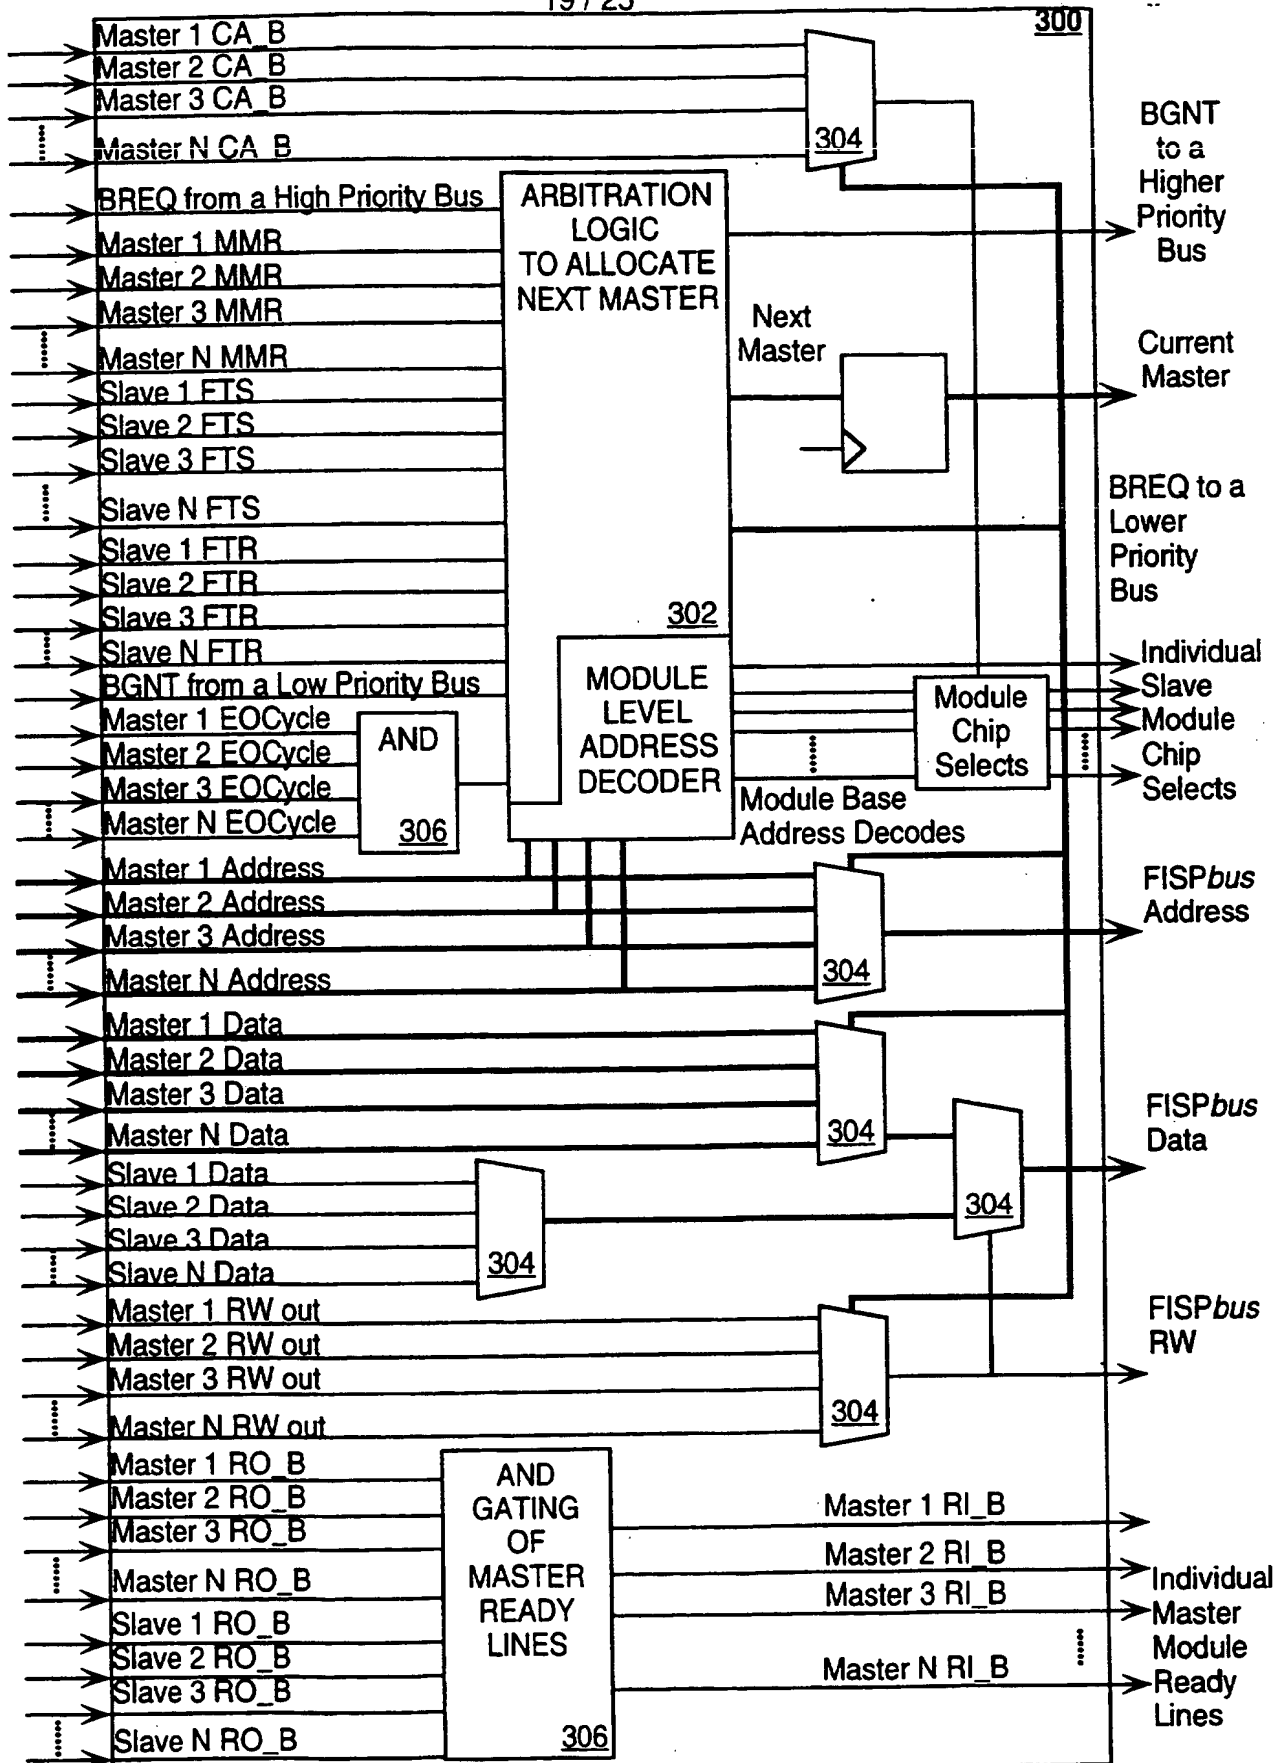 19 / 25
300
Master 1 CA_B
Master 2 CA_B
Master 3 CA_B
Master N CA_B
304
BGNT
to a
Higher
Priority
Bus
BREQ from a High Priority Bus
Master 1 MMR
Master 2 MMR
Master 3 MMR
Master N MMR
Slave 1 FTS
Slave 2 FTS
Slave 3 FTS
Slave N FTS
Slave 1 FTR
Slave 2 FTR
Slave 3 FTR
Slave N FTR
BGNT from a Low Priority Bus
ARBITRATION
LOGIC
TO ALLOCATE
NEXT MASTER
302
Next
Master
Current
Master
BREQ to a
Lower
Priority
Bus
MODULE
LEVEL
ADDRESS
DECODER
Module
Chip
Selects
Individual
Slave
Module
Chip
Selects
Module Base
Address Decodes
Master 1 EOCycle
Master 2 EOCycle
Master 3 EOCycle
Master N EOCycle
AND
306
Master 1 Address
Master 2 Address
Master 3 Address
Master N Address
304
FISPbus
Address
Master 1 Data
Master 2 Data
Master 3 Data
Master N Data
304
Slave 1 Data
Slave 2 Data
Slave 3 Data
Slave N Data
304
304
FISPbus
Data
Master 1 RW out
Master 2 RW out
Master 3 RW out
Master N RW out
304
FISPbus
RW
Master 1 RO_B
Master 2 RO_B
Master 3 RO_B
Master N RO_B
Slave 1 RO_B
Slave 2 RO_B
Slave 3 RO_B
Slave N RO_B
AND
GATING
OF
MASTER
READY
LINES
306
Master 1 RI_B
Master 2 RI_B
Master 3 RI_B
Master N RI_B
Individual
Master
Module
Ready
Lines